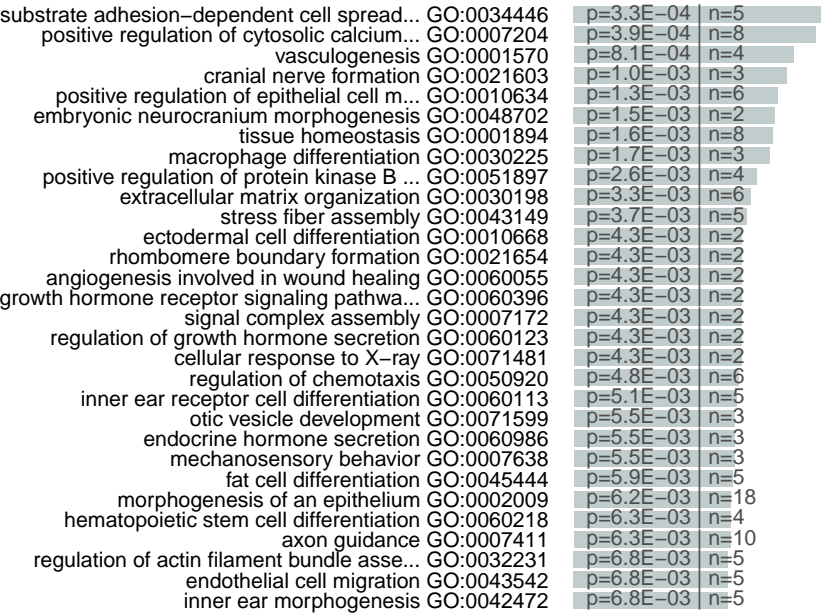 substrate adhesion−dependent cell spread... GO:0034446 p=3.3E−04 n=5
positive regulation of cytosolic calcium... GO:0007204 p=3.9E−04 n=8
vasculogenesis GO:0001570 p=8.1E−04 n=4
cranial nerve formation GO:0021603 p=1.0E−03 n=3
positive regulation of epithelial cell m... GO:0010634 p=1.3E−03 n=6
embryonic neurocranium morphogenesis GO:0048702 p=1.5E−03 n=2
tissue homeostasis GO:0001894 p=1.6E−03 n=8
macrophage differentiation GO:0030225 p=1.7E−03 n=3
positive regulation of protein kinase B ... GO:0051897 p=2.6E−03 n=4
extracellular matrix organization GO:0030198 p=3.3E−03 n=6
stress fiber assembly GO:0043149 p=3.7E−03 n=5
ectodermal cell differentiation GO:0010668 p=4.3E−03 n=2
rhombomere boundary formation GO:0021654 p=4.3E−03 n=2
angiogenesis involved in wound healing GO:0060055 p=4.3E−03 n=2
growth hormone receptor signaling pathwa... GO:0060396 p=4.3E−03 n=2
signal complex assembly GO:0007172 p=4.3E−03 n=2
regulation of growth hormone secretion GO:0060123 p=4.3E−03 n=2
cellular response to X−ray GO:0071481 p=4.3E−03 n=2
regulation of chemotaxis GO:0050920 p=4.8E−03 n=6
inner ear receptor cell differentiation GO:0060113 p=5.1E−03 n=5
otic vesicle development GO:0071599 p=5.5E−03 n=3
endocrine hormone secretion GO:0060986 p=5.5E−03 n=3
mechanosensory behavior GO:0007638 p=5.5E−03 n=3
fat cell differentiation GO:0045444 p=5.9E−03 n=5
morphogenesis of an epithelium GO:0002009 p=6.2E−03 n=18
hematopoietic stem cell differentiation GO:0060218 p=6.3E−03 n=4
axon guidance GO:0007411 p=6.3E−03 n=10
regulation of actin filament bundle asse... GO:0032231 p=6.8E−03 n=5
endothelial cell migration GO:0043542 p=6.8E−03 n=5
inner ear morphogenesis GO:0042472 p=6.8E−03 n=5